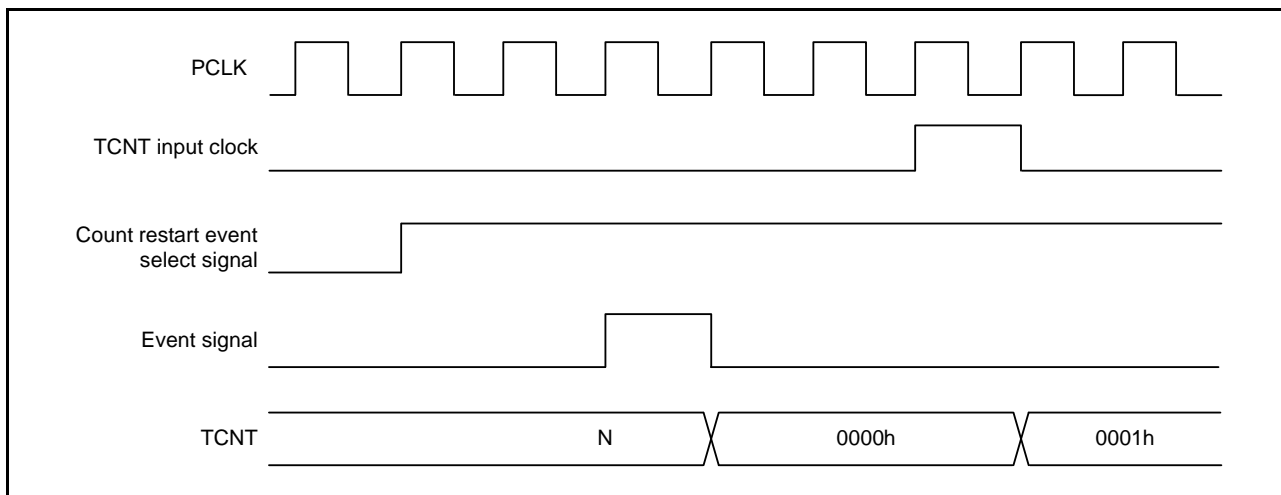 PCLK
TCNT input clock
Count restart event
select signal
Event signal
TCNT
N
0000h
0001h